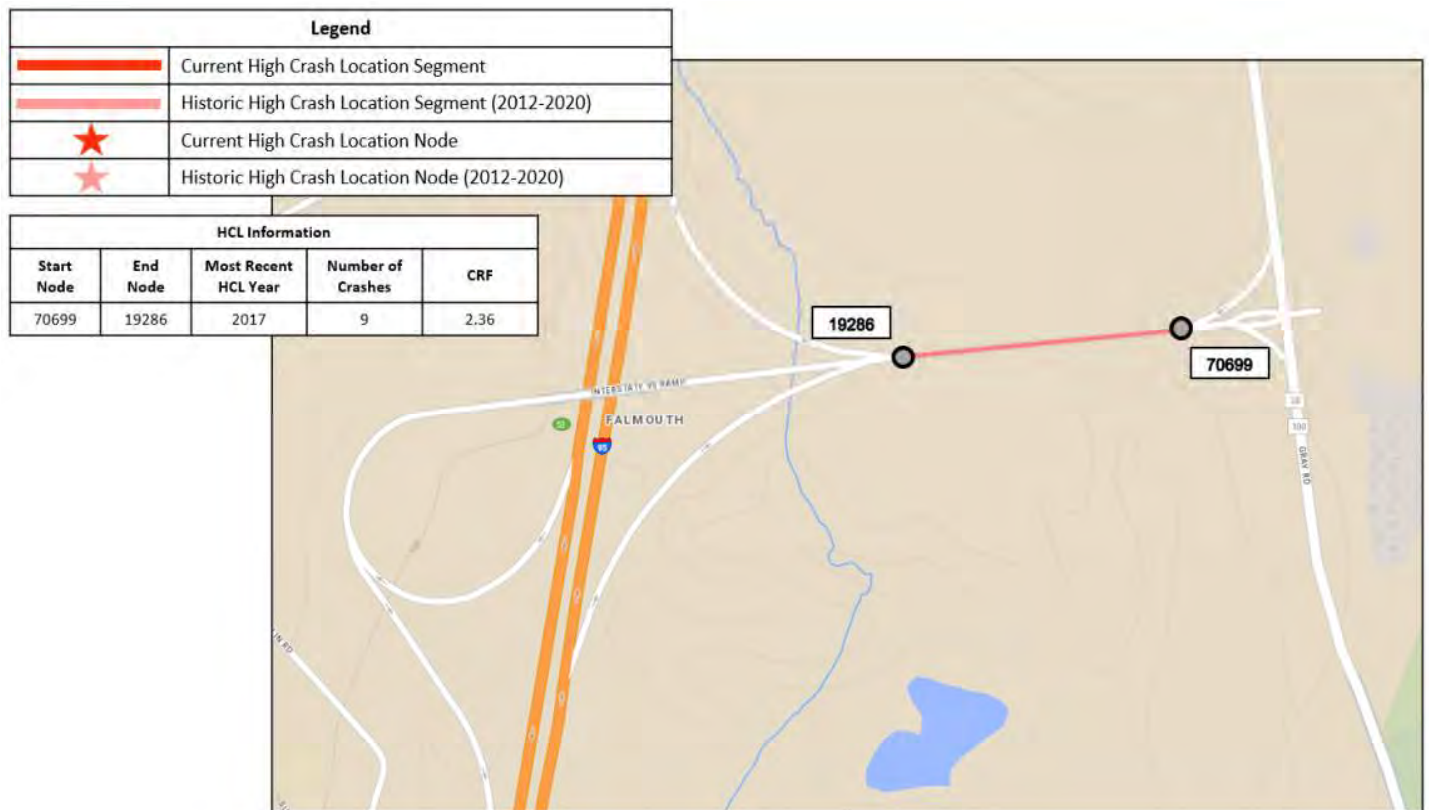 Legend
Current High Crash Location Segment
Historic High Crash Location Segment (2012-2020)
Current High Crash Location Node
Historic High Crash Location Node (2012-2020)
HCL Information
Start Node
End Node
Most Recent HCL Year
Number of Crashes
CRF
70699
19286
2017
9
2.36
19286
70699
INTERSTATE 95 RAMP
FALMOUTH
95
100
GRAY RD